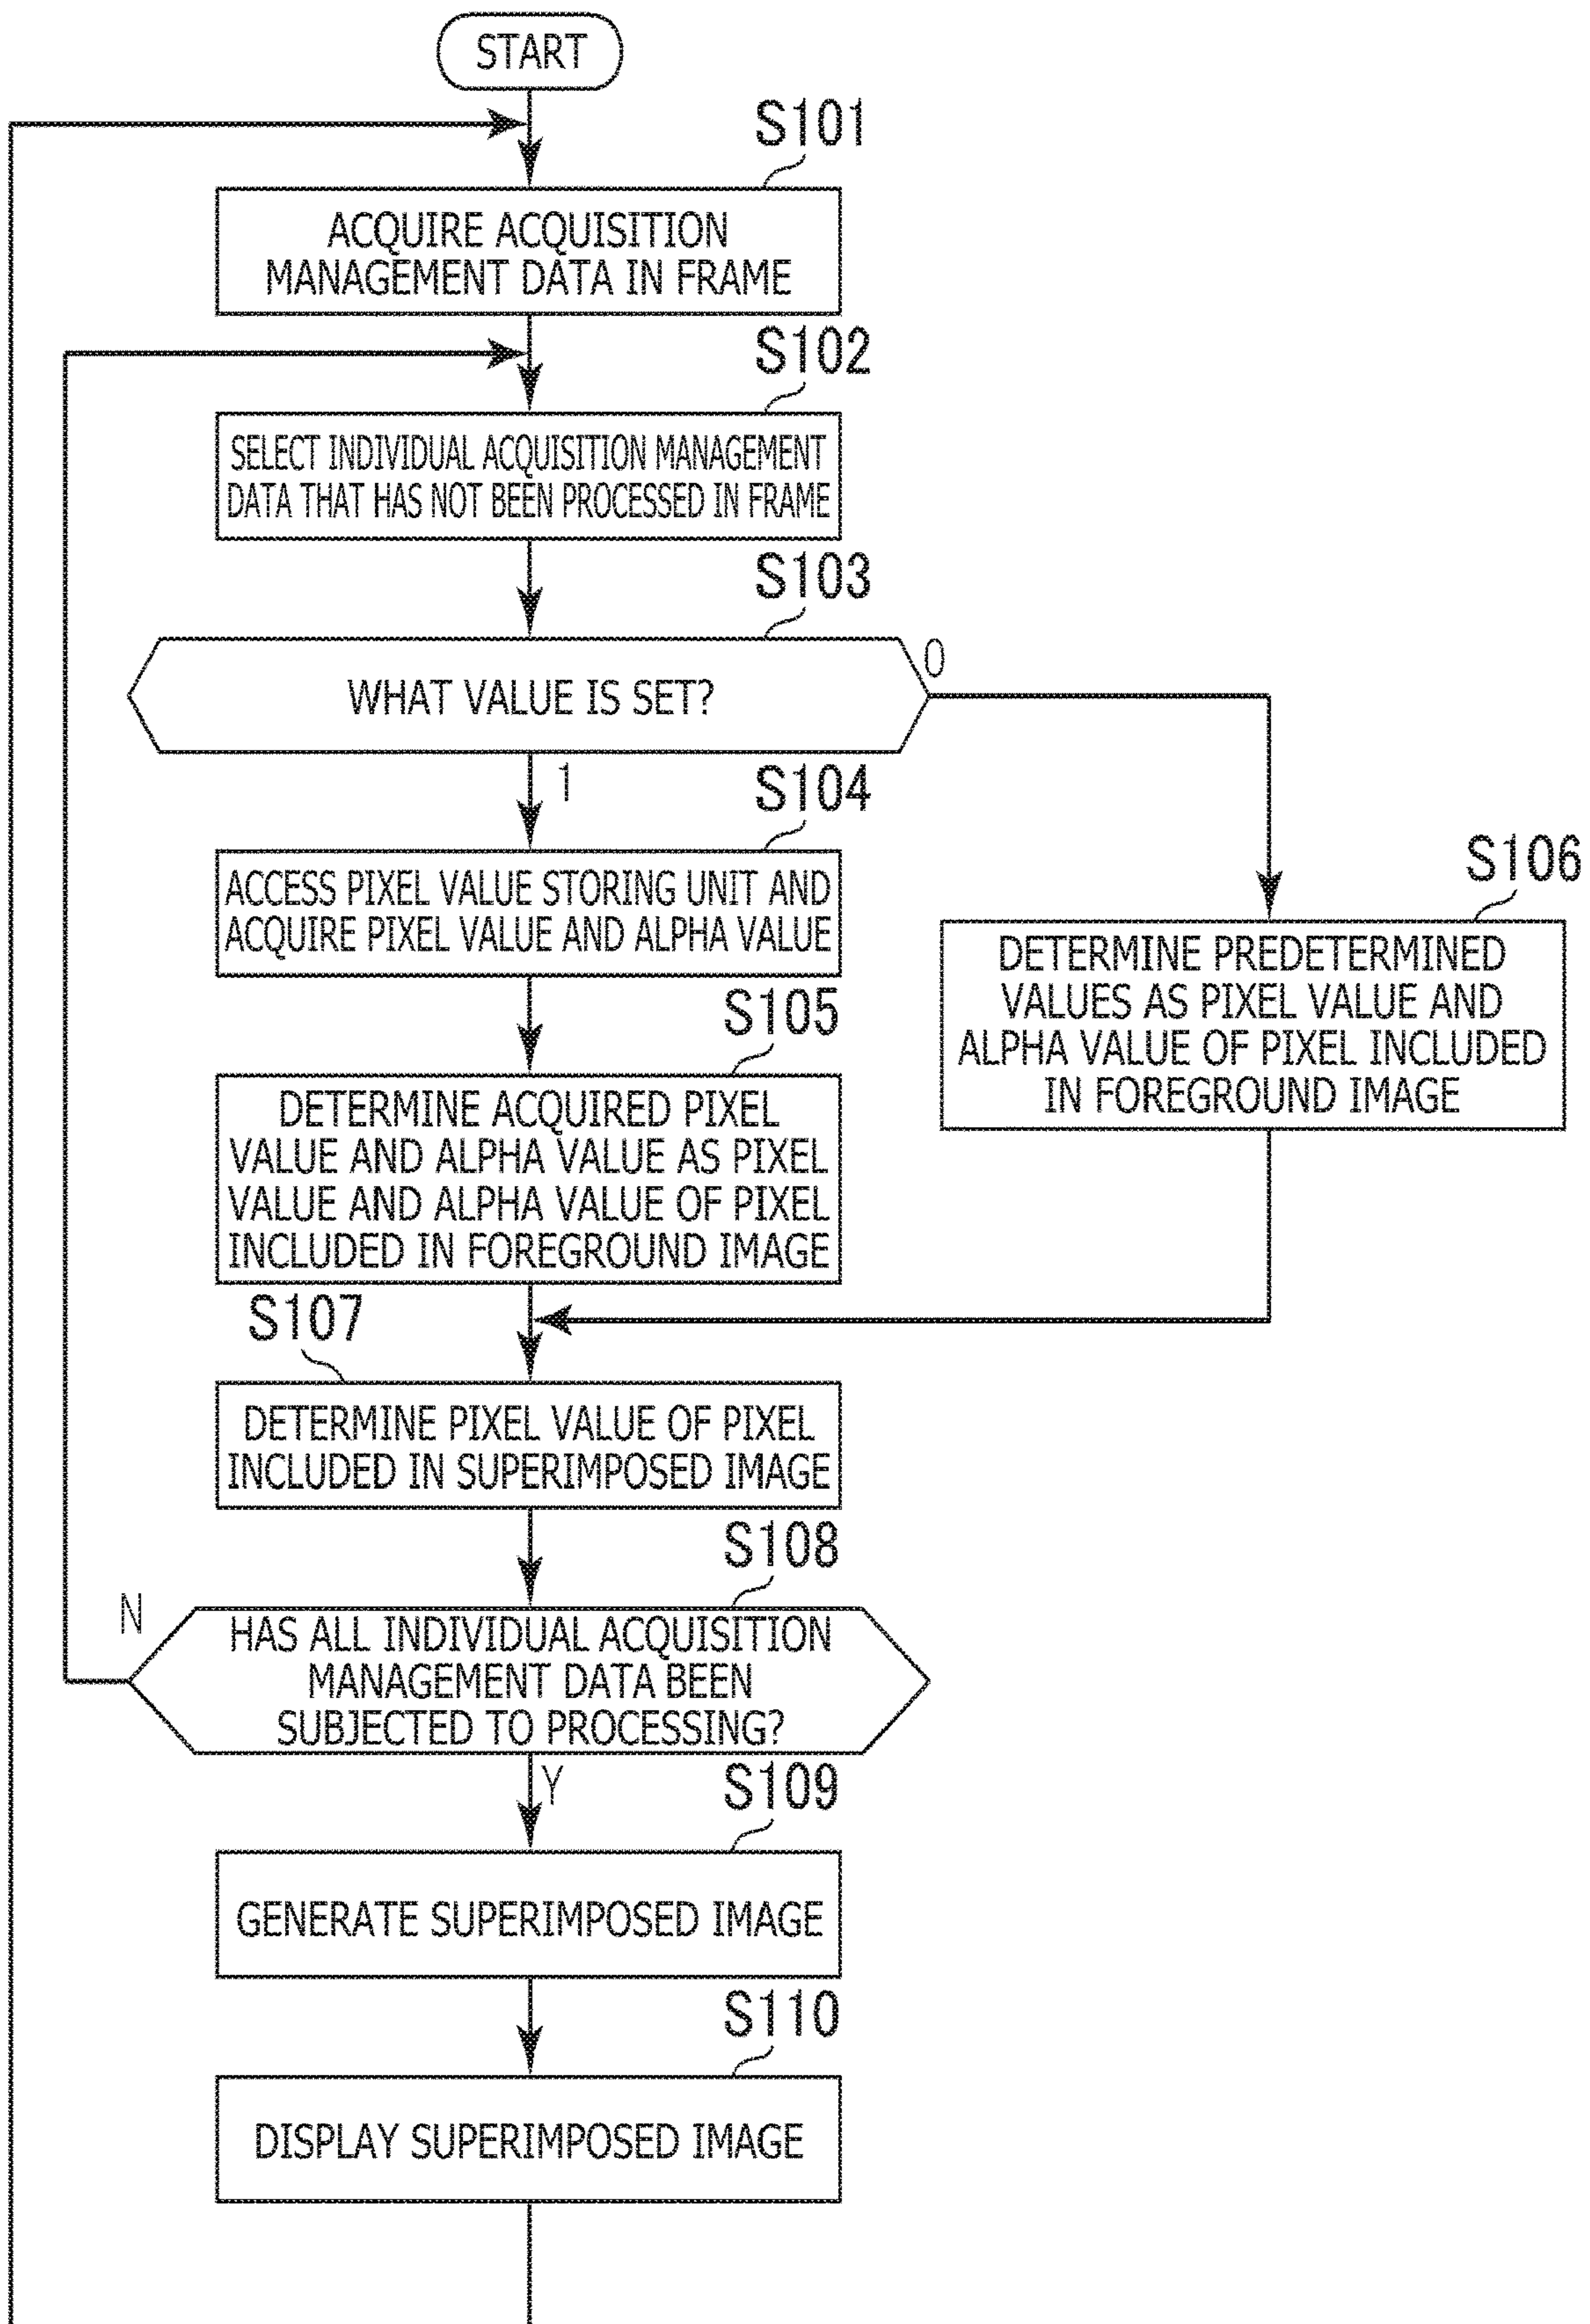 START
S101
ACQUIRE ACQUISITION
MANAGEMENT DATA IN FRAME
S102
SELECT INDIVIDUAL ACQUISITION MANAGEMENT
DATA THAT HAS NOT BEEN PROCESSED IN FRAME
S103
WHAT VALUE IS SET?
0
1
S104
ACCESS PIXEL VALUE STORING UNIT AND
ACQUIRE PIXEL VALUE AND ALPHA VALUE
S106
DETERMINE PREDETERMINED
VALUES AS PIXEL VALUE AND
ALPHA VALUE OF PIXEL INCLUDED
IN FOREGROUND IMAGE
S105
DETERMINE ACQUIRED PIXEL
VALUE AND ALPHA VALUE AS PIXEL
VALUE AND ALPHA VALUE OF PIXEL
INCLUDED IN FOREGROUND IMAGE
S107
DETERMINE PIXEL VALUE OF PIXEL
INCLUDED IN SUPERIMPOSED IMAGE
S108
N
HAS ALL INDIVIDUAL ACQUISITION
MANAGEMENT DATA BEEN
SUBJECTED TO PROCESSING?
Y
S109
GENERATE SUPERIMPOSED IMAGE
S110
DISPLAY SUPERIMPOSED IMAGE